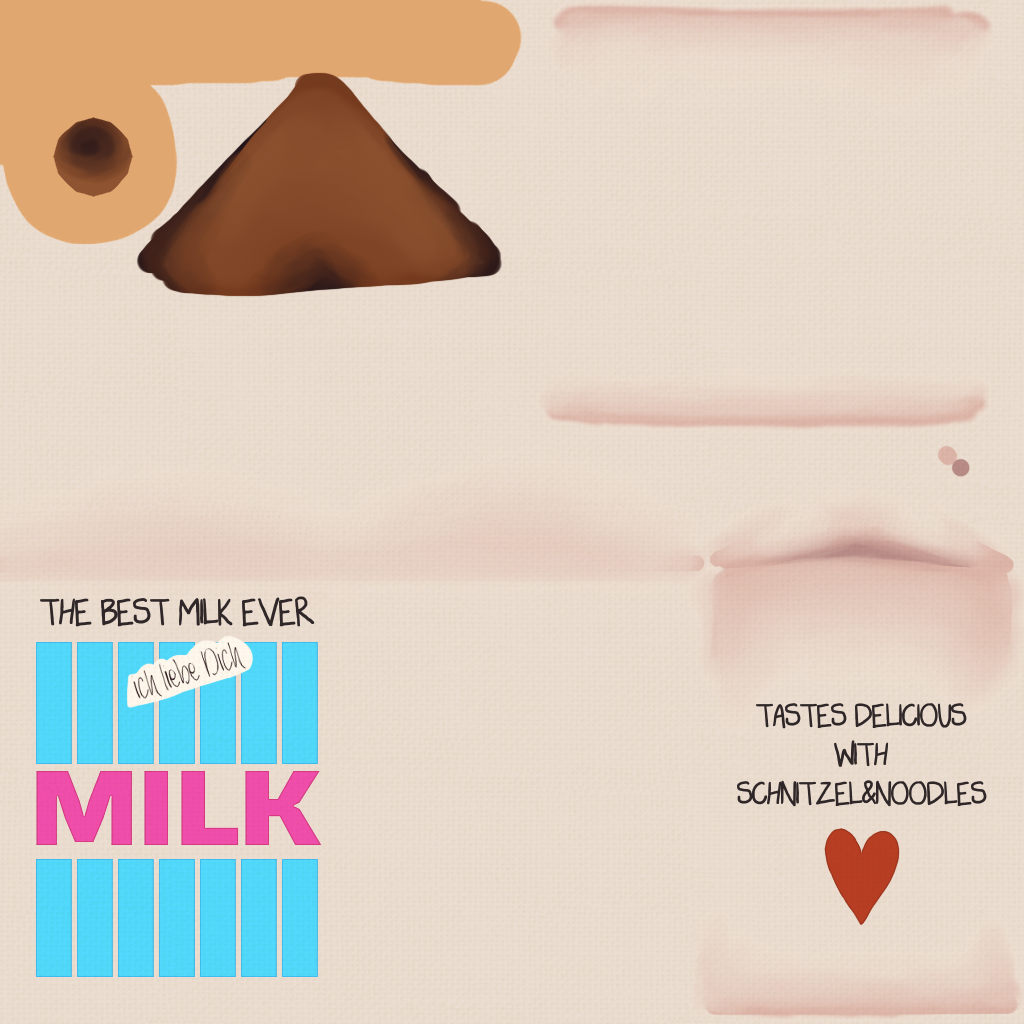 THE BEST MILK EVER
ich liebe Dich
MILK
TASTES DELICIOUS
WITH
SCHNITZEL&NOODLES